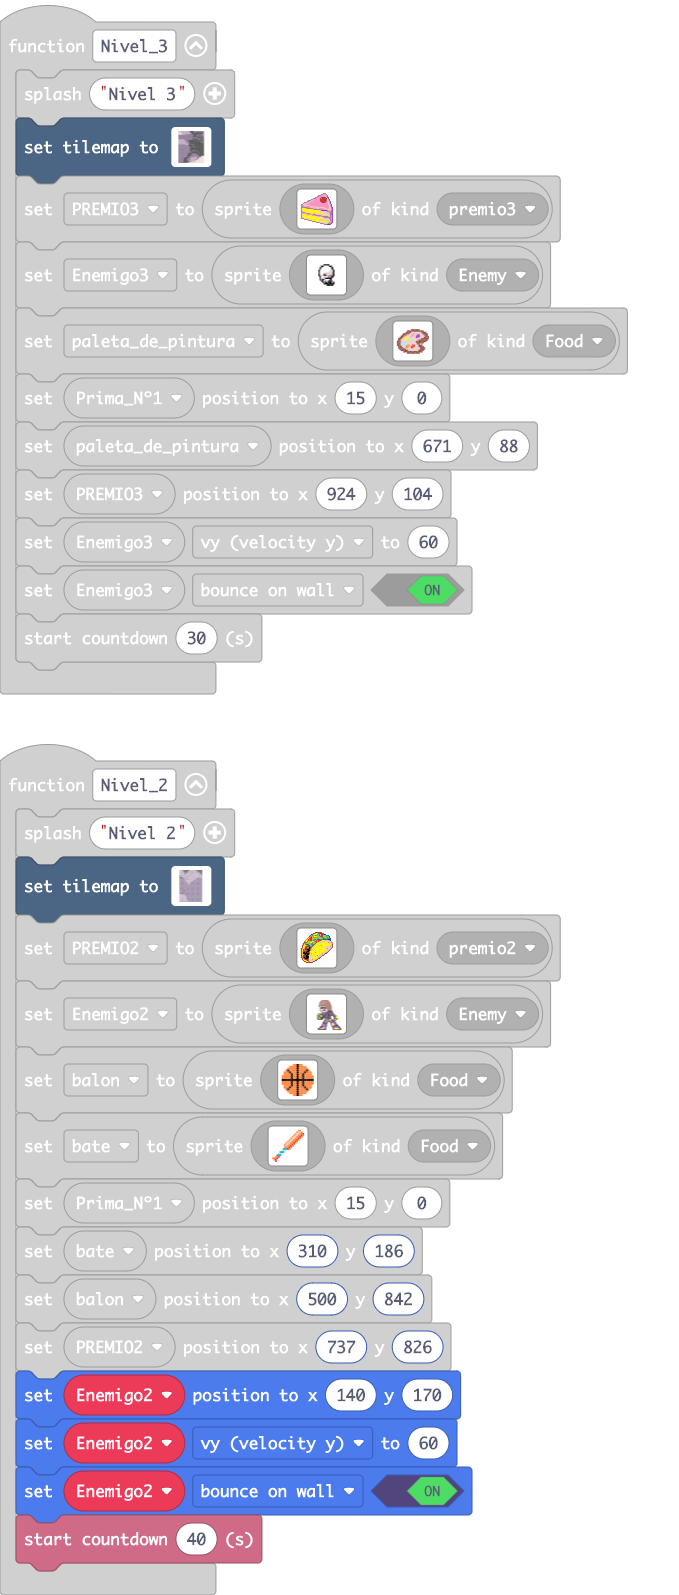 function Nivel_3
splash "Nivel 3"
set tilemap to
set PREMIO3 to sprite of kind premio3
set Enemigo3 to sprite of kind Enemy
set paleta_de_pintura to sprite of kind Food
set Prima_Nº1 position to x 15 y 0
set paleta_de_pintura position to x 671 y 88
set PREMIO3 position to x 924 y 104
set Enemigo3 vy (velocity y) to 60
set Enemigo3 bounce on wall ON
start countdown 30 (s)
function Nivel_2
splash "Nivel 2"
set tilemap to
set PREMIO2 to sprite of kind premio2
set Enemigo2 to sprite of kind Enemy
set balon to sprite of kind Food
set bate to sprite of kind Food
set Prima_Nº1 position to x 15 y 0
set bate position to x 310 y 186
set balon position to x 500 y 842
set PREMIO2 position to x 737 y 826
set Enemigo2 position to x 140 y 170
set Enemigo2 vy (velocity y) to 60
set Enemigo2 bounce on wall ON
start countdown 40 (s)